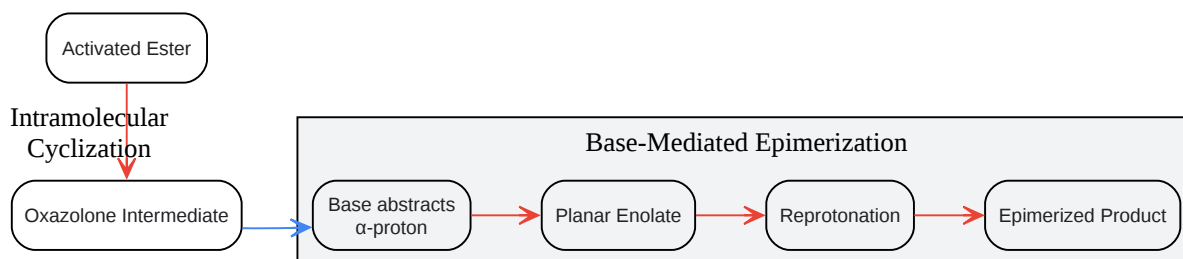 Activated Ester
Intramolecular
Cyclization
Oxazolone Intermediate
Base-Mediated Epimerization
Base abstracts
α-proton
Planar Enolate
Reprotonation
Epimerized Product